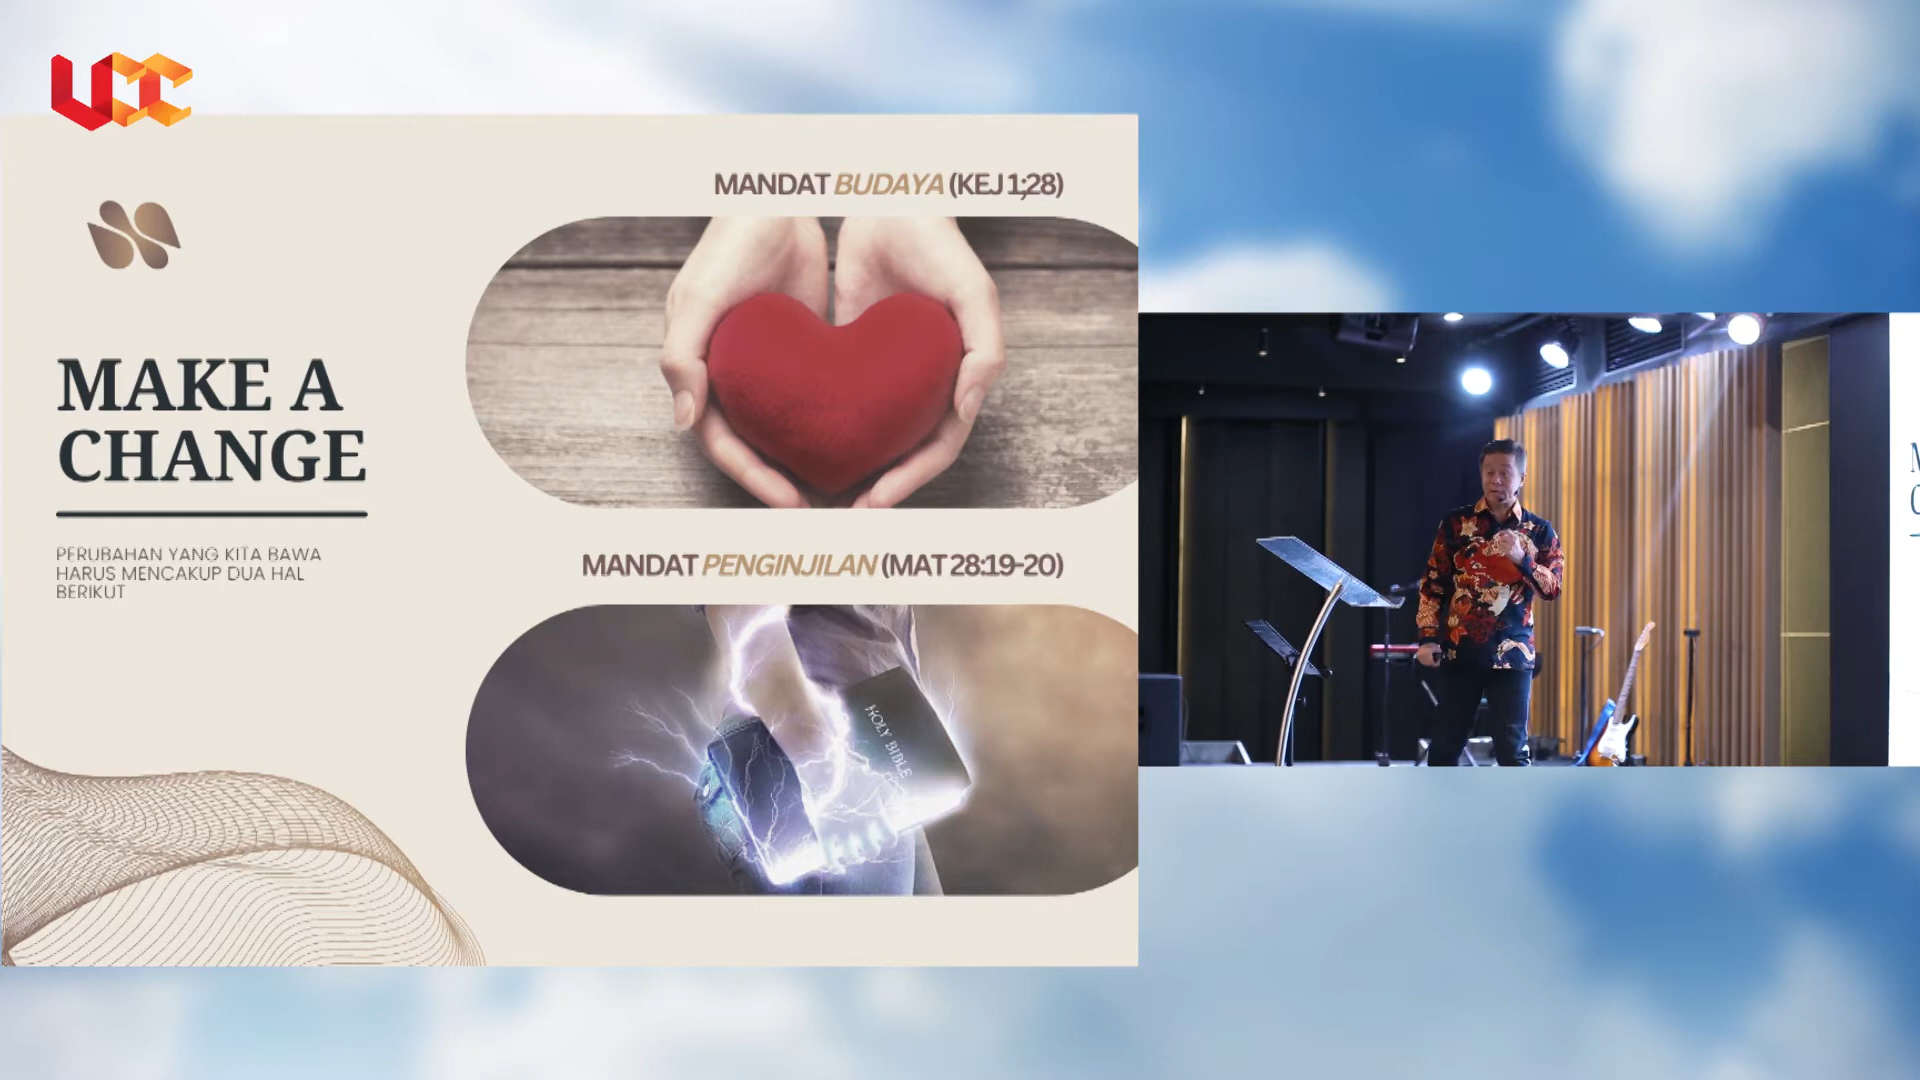 UCC
MANDAT BUDAYA (KEJ 1;28)
MAKE A
CHANGE
PERUBAHAN YANG KITA BAWA
HARUS MENCAKUP DUA HAL
BERIKUT
MANDAT PENGINJILAN (MAT 28:19-20)
HOLY BIBLE